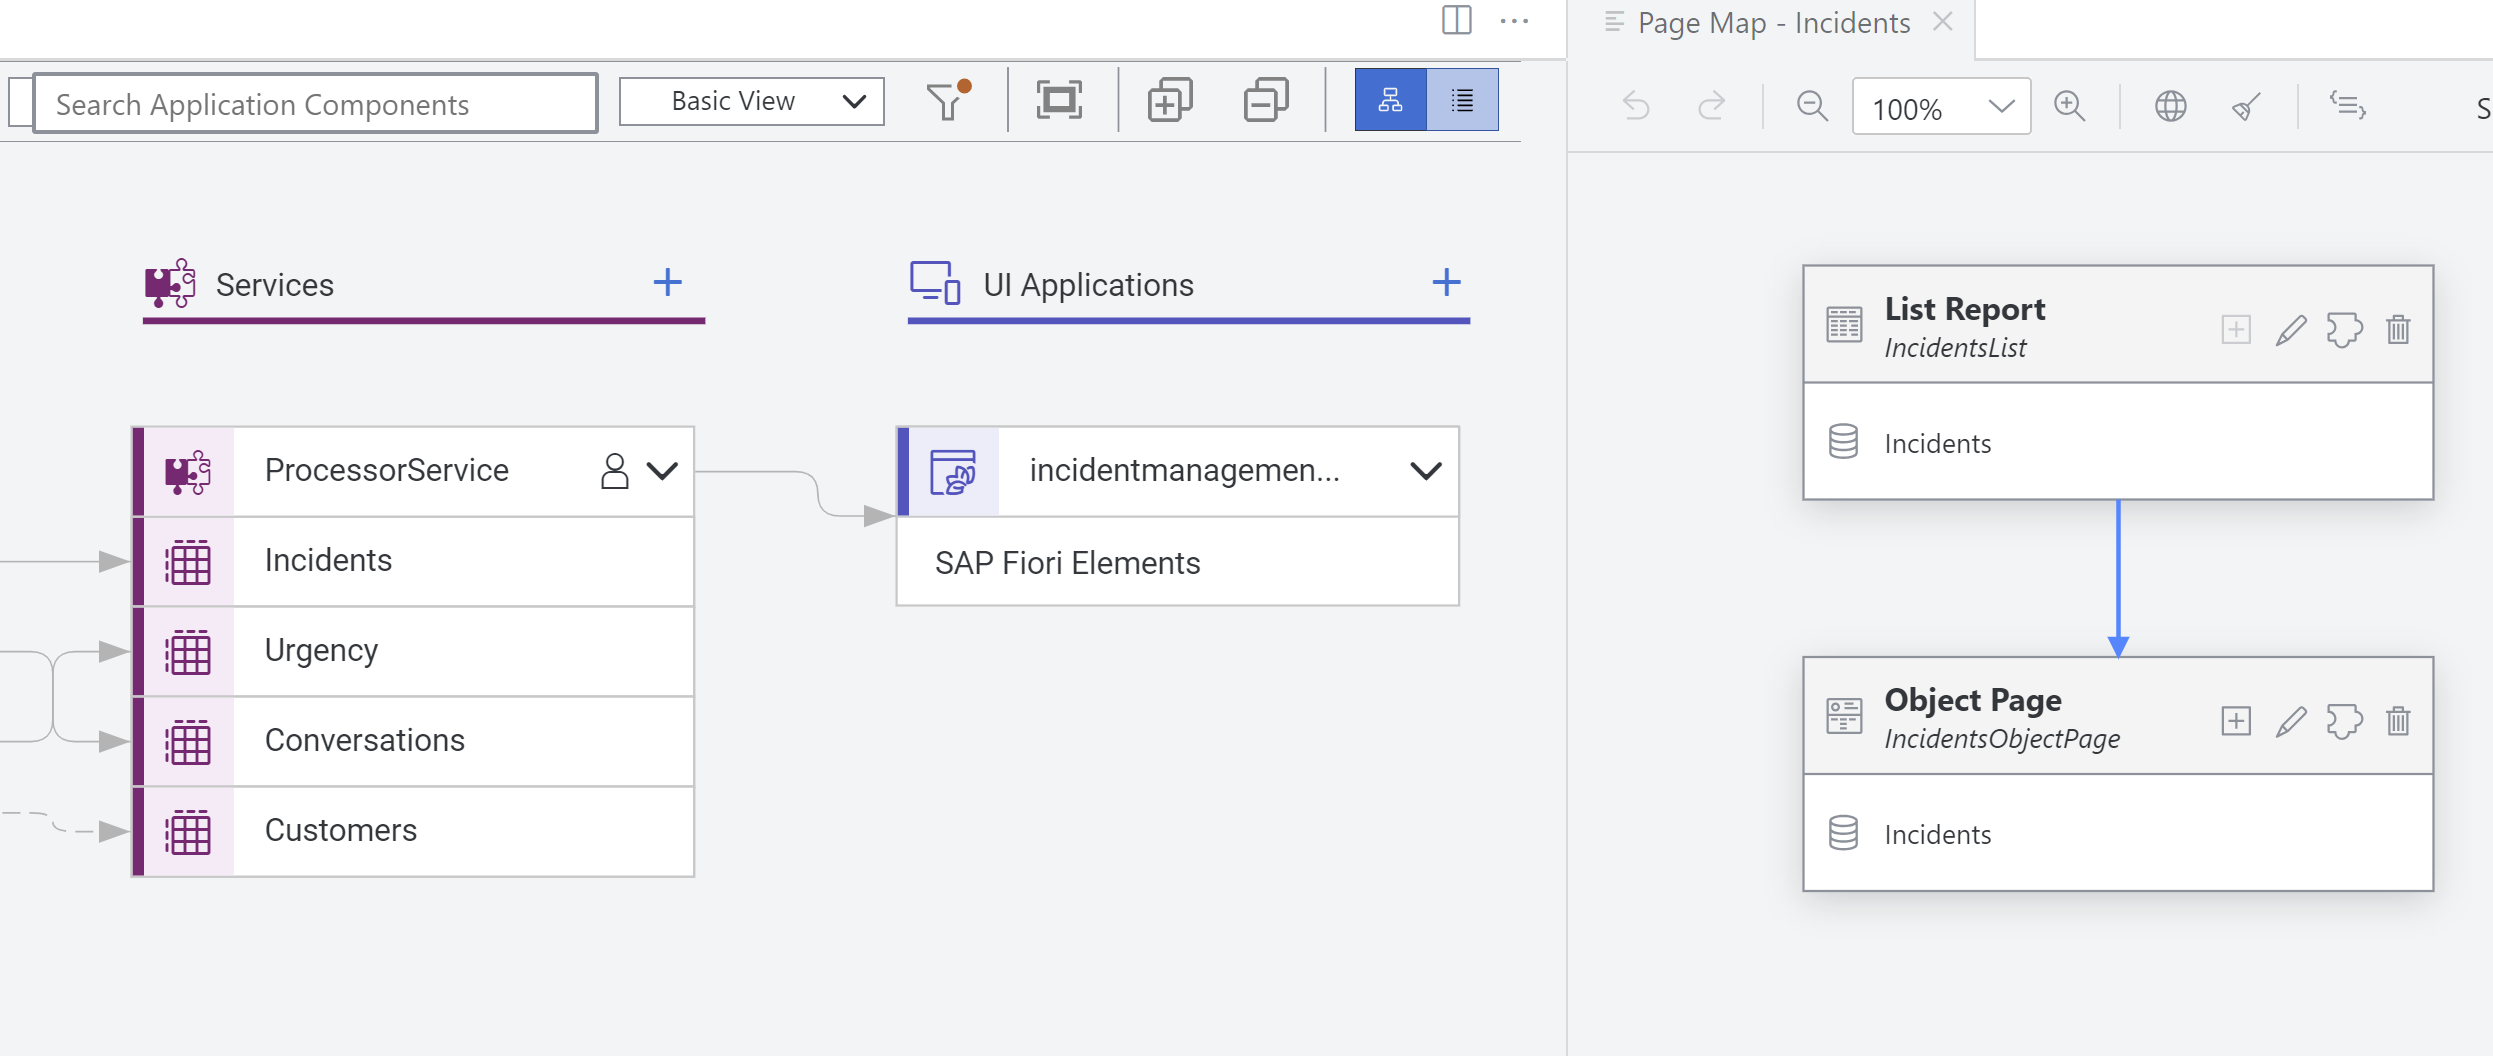 Page Map - Incidents
Search Application Components
Basic View
100%
S
Services
UI Applications
ProcessorService
Incidents
Urgency
Conversations
Customers
incidentmanagemen...
SAP Fiori Elements
List Report
IncidentsList
Incidents
Object Page
IncidentsObjectPage
Incidents